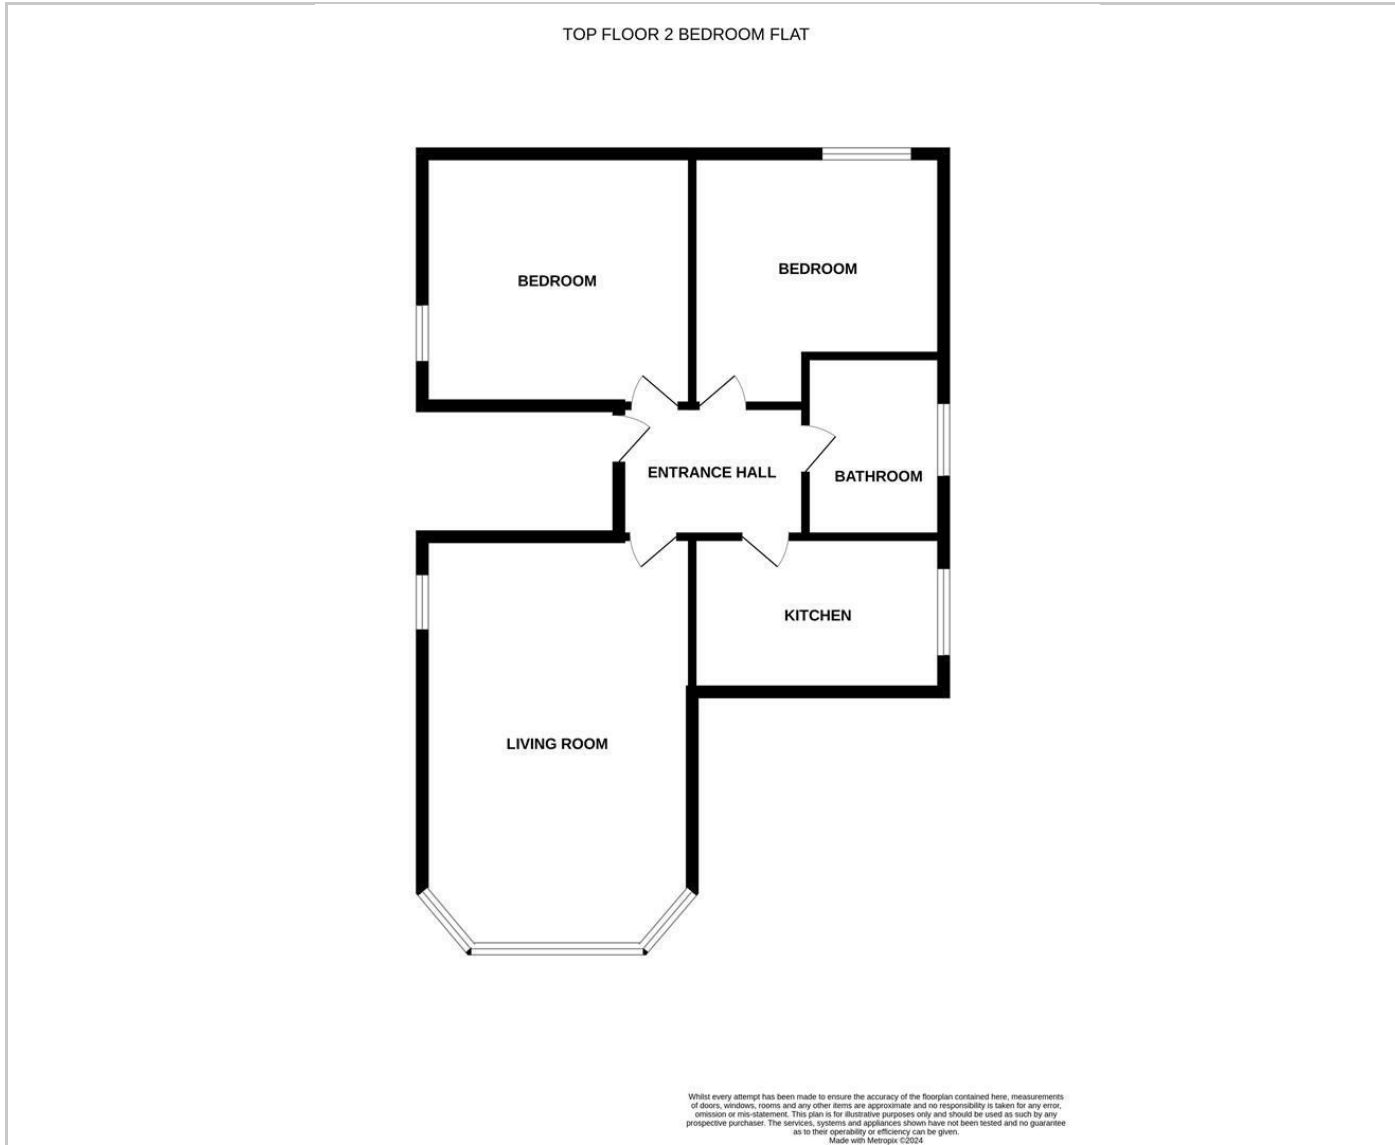 TOP FLOOR 2 BEDROOM FLAT
BEDROOM
BEDROOM
ENTRANCE HALL
BATHROOM
KITCHEN
LIVING ROOM
Whilst every attempt has been made to ensure the accuracy of the floorplan contained here, measurements
of doors, windows, rooms and any other items are approximate and no responsibility is taken for any error,
omission or mis-statement. This plan is for illustrative purposes only and should be used as such by any
prospective purchaser. The services, systems and appliances shown have not been tested and no guarantee
as to their operability or efficiency can be given.
Made with Metropix ©2024